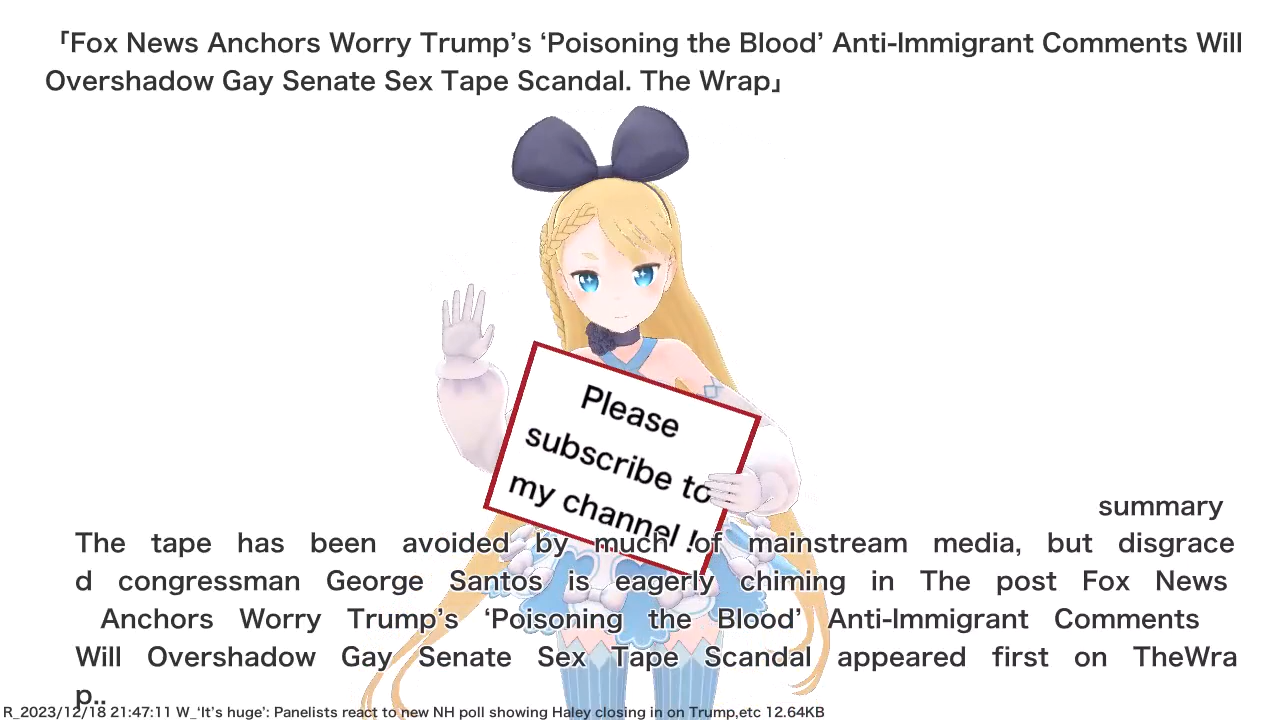 「Fox News Anchors Worry Trump’s ‘Poisoning the Blood’ Anti-Immigrant Comments Will
Overshadow Gay Senate Sex Tape Scandal. The Wrap」
Please
subscribe to
my channel !
summary
The tape has been avoided by much of mainstream media, but disgrace
d congressman George Santos is eagerly chiming in The post Fox News
Anchors Worry Trump’s ‘Poisoning the Blood’ Anti-Immigrant Comments
Will Overshadow Gay Senate Sex Tape Scandal appeared first on TheWra
p..
R_2023/12/18 21:47:11 W_‘It’s huge’: Panelists react to new NH poll showing Haley closing in on Trump,etc 12.64KB